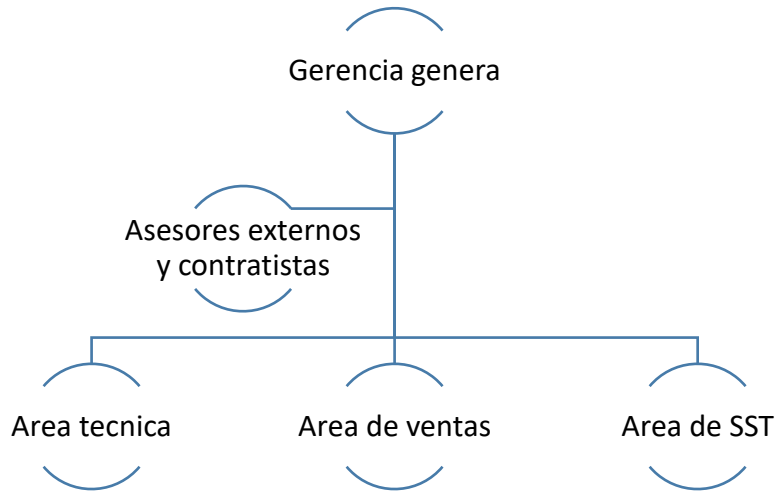 Gerencia genera
Asesores externos
y contratistas
Area tecnica
Area de ventas
Area de SST